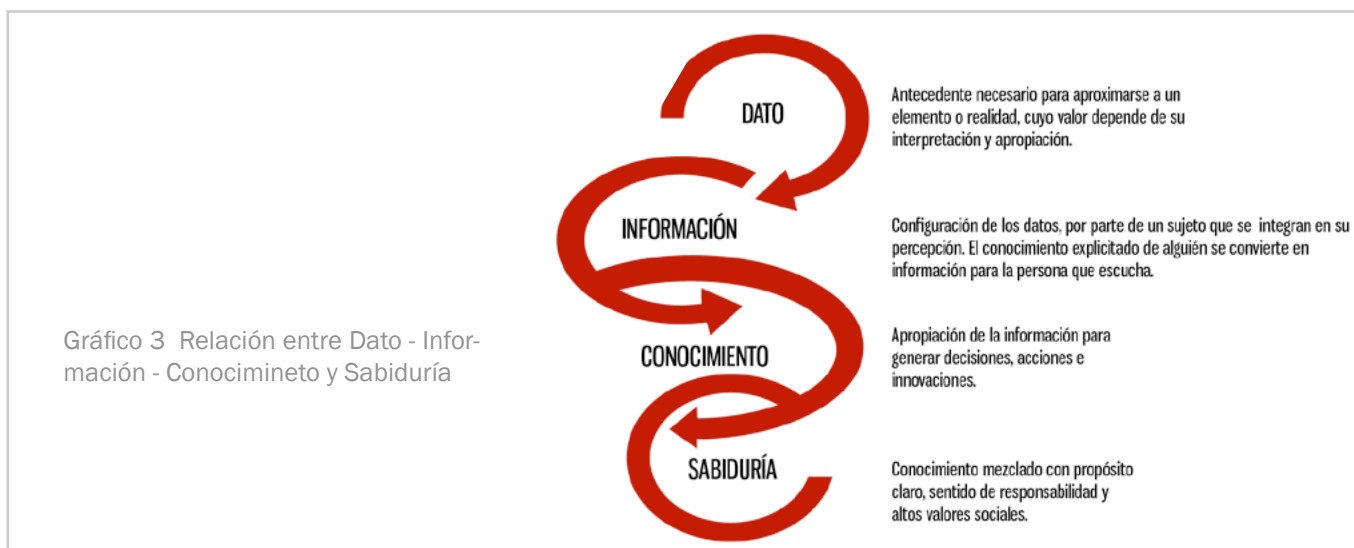 DATO
Antecedente necesario para aproximarse a un
elemento o realidad, cuyo valor depende de su
interpretación y apropiación.
INFORMACIÓN
Configuración de los datos, por parte de un sujeto que se integran en su
percepción. El conocimiento explicitado de alguién se convierte en
información para la persona que escucha.
Gráfico 3 Relación entre Dato - Infor-
mación - Conocimineto y Sabiduría
CONOCIMIENTO
Apropiación de la información para
generar decisiones, acciones e
innovaciones.
SABIDURÍA
Conocimiento mezclado con propósito
claro, sentido de responsabilidad y
altos valores sociales.